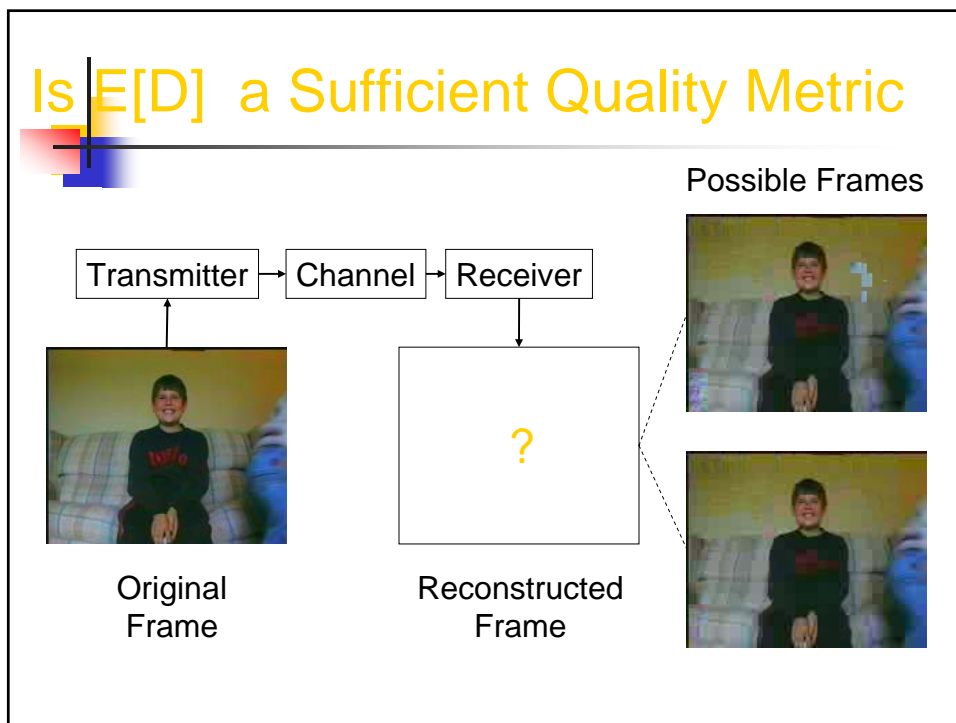 Is E[D] a Sufficient Quality Metric
Possible Frames
Transmitter
Channel
Receiver
?
Original
Frame
Reconstructed
Frame